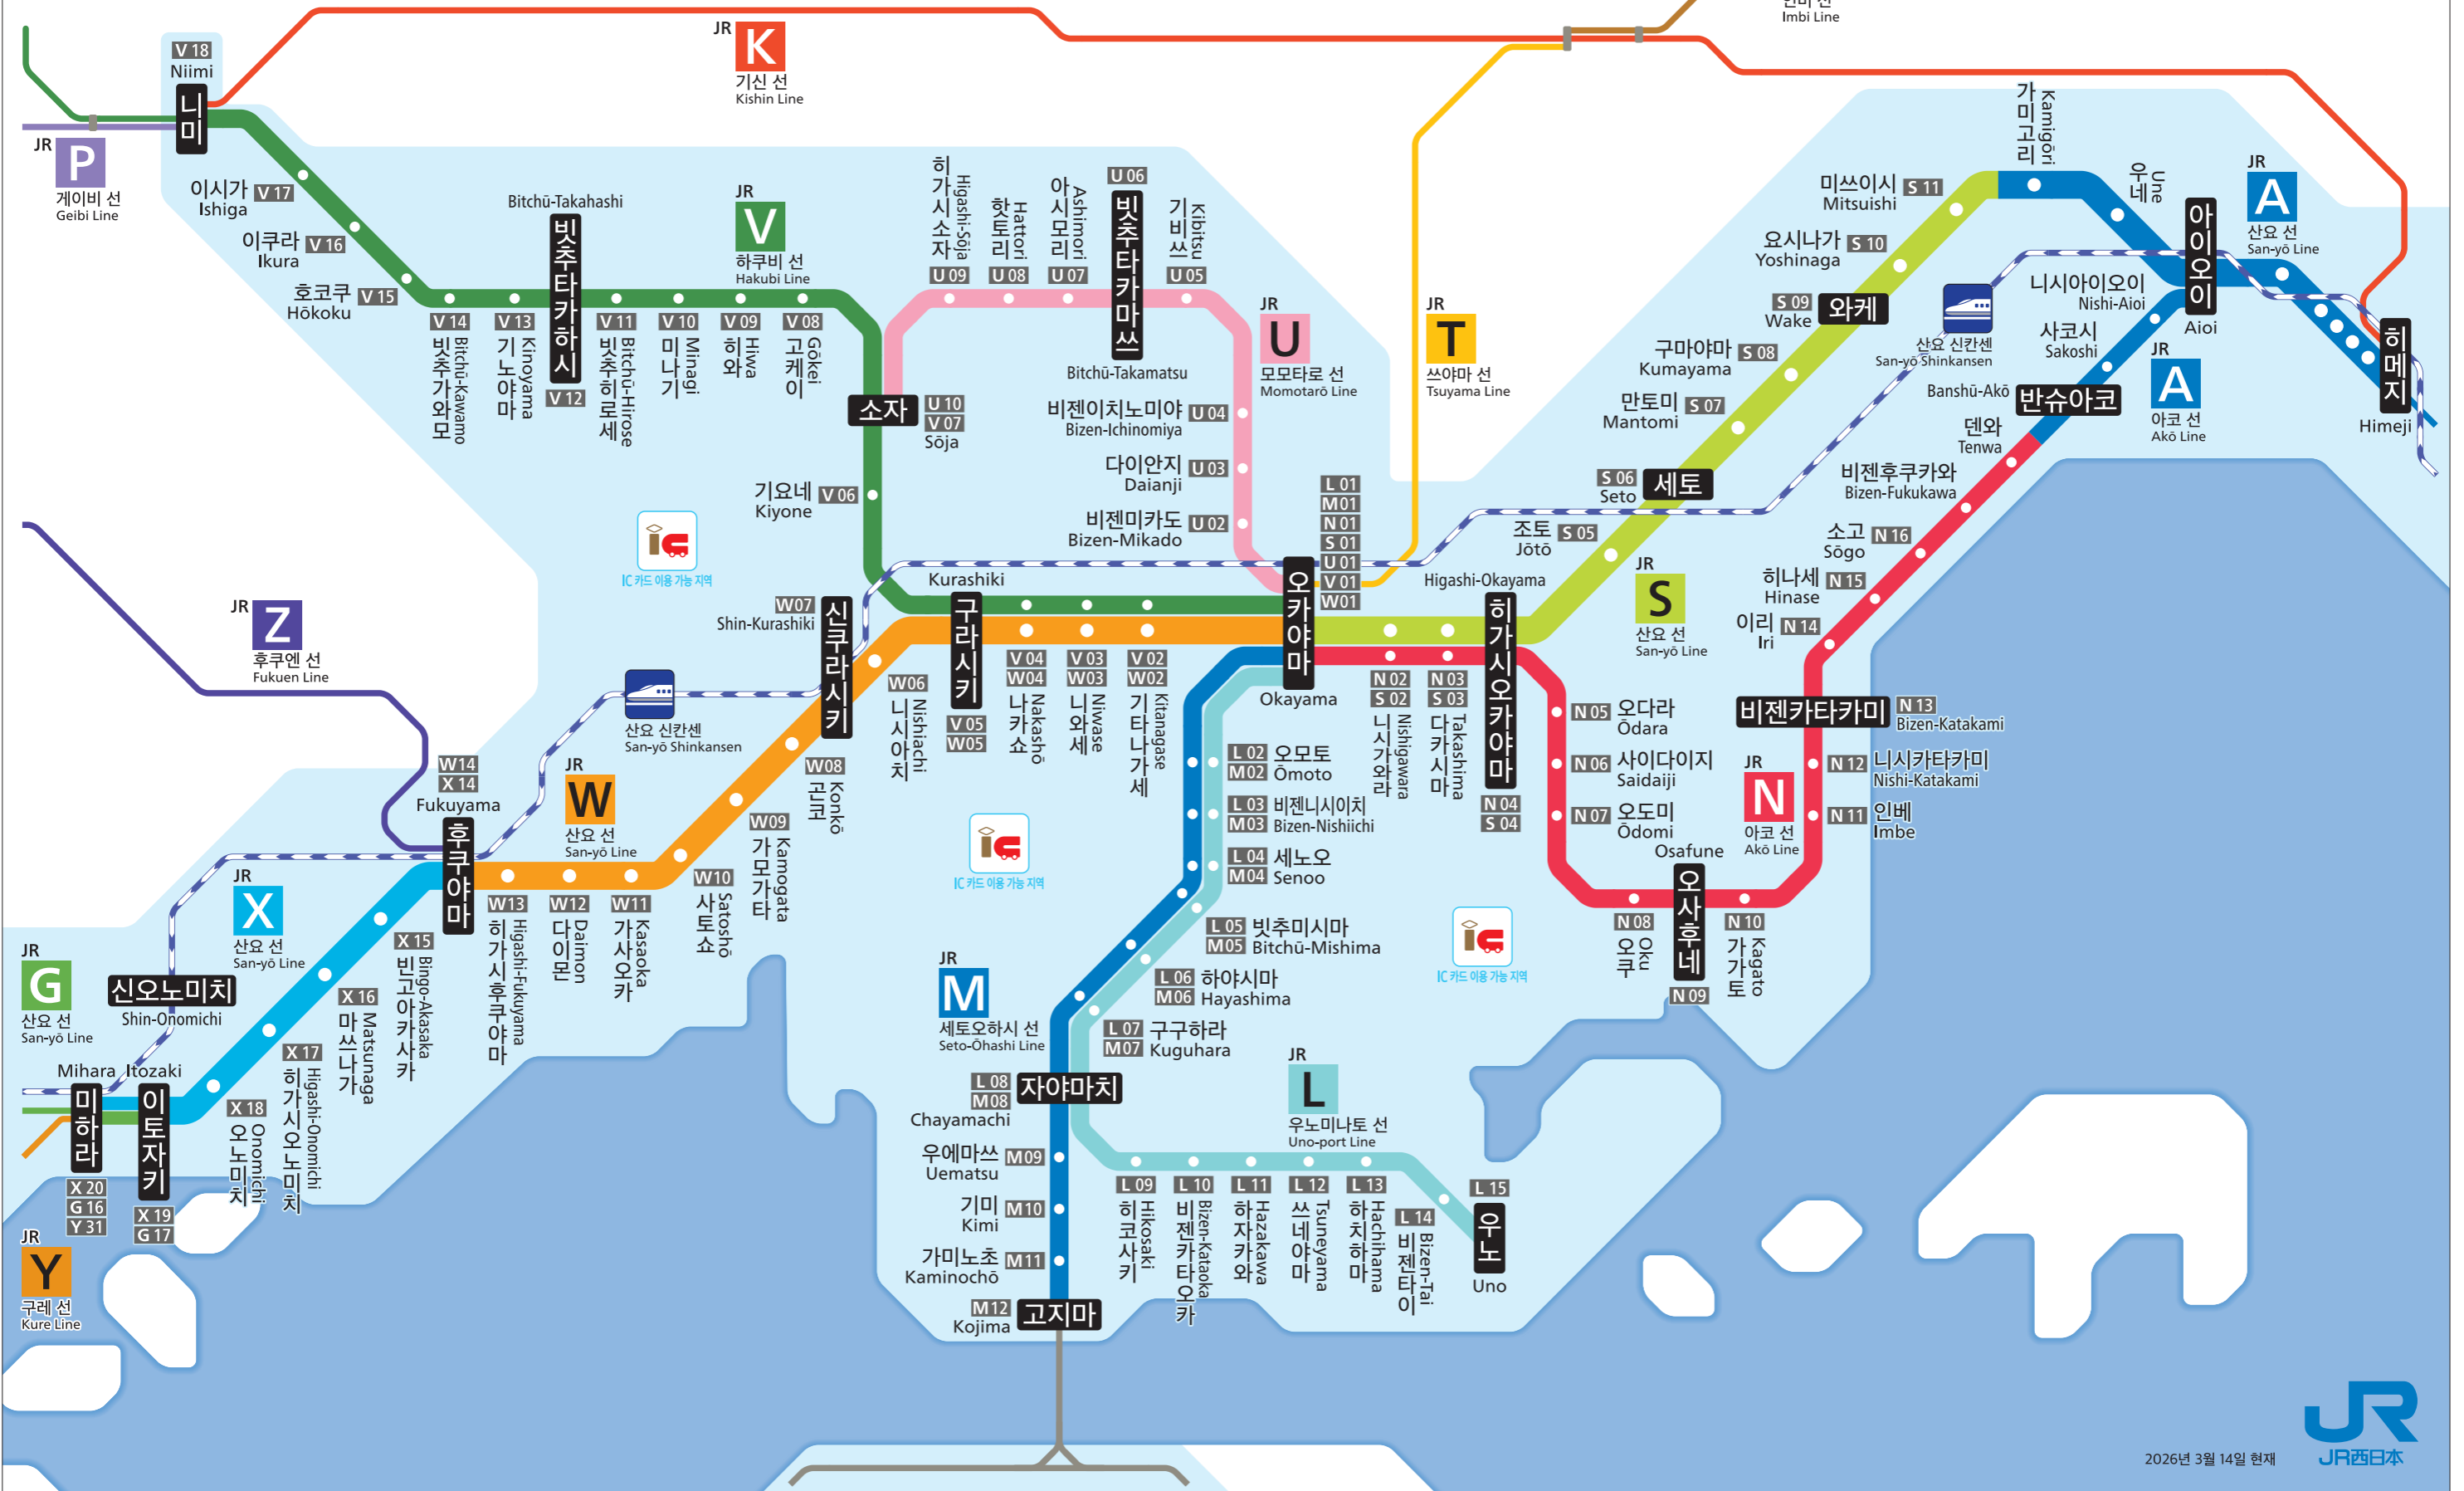 인비 선
Imbi Line
JR
K
기신 선
Kishin Line
V 18
Niimi
니미
JR
P
게이비 선
Geibi Line
이시가
Ishiga
V 17
이쿠라
Ikura
V 16
호코쿠
Hōkoku
V 15
V 14
빗추가와모
Bitchū-Kawamo
V 13
기노야마
Kinoyama
Bitchū-Takahashi
빗추타카하시
V 12
V 11
빗추히로세
Bitchū-Hirose
V 10
미나기
Minagi
V 09
히와
Hiwa
V 08
고케이
Gōkei
JR
V
하쿠비 선
Hakubi Line
소자
U 10
V 07
Sōja
기요네
Kiyone
V 06
히가시소자
Higashi-Sōja
U 09
핫토리
Hattori
U 08
아시모리
Ashimori
U 07
U 06
빗추타카마쓰
Bitchū-Takamatsu
기비쓰
Kibitsu
U 05
JR
U
모모타로 선
Momotarō Line
비젠이치노미야
Bizen-Ichinomiya
U 04
다이안지
Daianji
U 03
비젠미카도
Bizen-Mikado
U 02
JR
T
쓰야마 선
Tsuyama Line
L 01
M01
N 01
S 01
U 01
V 01
W01
오카야마
Okayama
가미고리
Kamigōri
우네
Une
JR
A
산요 선
San-yō Line
미쓰이시
Mitsuishi
S 11
요시나가
Yoshinaga
S 10
S 09
Wake
와케
구마야마
Kumayama
S 08
만토미
Mantomi
S 07
S 06
Seto
세토
조토
Jōtō
S 05
JR
S
산요 선
San-yō Line
산요 신칸센
San-yō Shinkansen
아이오이
Aioi
니시아이오이
Nishi-Aioi
사코시
Sakoshi
Banshū-Akō
반슈아코
JR
A
아코 선
Akō Line
히메지
Himeji
덴와
Tenwa
비젠후쿠카와
Bizen-Fukukawa
소고
Sōgo
N 16
히나세
Hinase
N 15
이리
Iri
N 14
비젠카타카미
N 13
Bizen-Katakami
N 12
니시카타카미
Nishi-Katakami
N 11
인베
Imbe
JR
N
아코 선
Akō Line
Higashi-Okayama
히가시오카야마
N 04
S 04
N 02
S 02
니시가와라
Nishigawara
N 03
S 03
다카시마
Takashima
N 05
오다라
Ōdara
N 06
사이다이지
Saidaiji
N 07
오도미
Ōdomi
N 08
오쿠
Oku
Osafune
오사후네
N 09
N 10
가가토
Kagato
IC 카드 이용 가능 지역
IC 카드 이용 가능 지역
IC 카드 이용 가능 지역
W07
Shin-Kurashiki
신쿠라시키
Kurashiki
구라시키
V 05
W05
W06
니시아치
Nishiachi
V 04
W04
나카쇼
Nakashō
V 03
W03
니와세
Niwase
V 02
W02
기타나가세
Kitanagase
JR
Z
후쿠엔 선
Fukuen Line
산요 신칸센
San-yō Shinkansen
W14
X 14
Fukuyama
후쿠야마
JR
W
산요 선
San-yō Line
W08
곤코
Konkō
W09
가모가타
Kamogata
W10
사토쇼
Satoshō
W11
가사오카
Kasaoka
W12
다이몬
Daimon
W13
히가시후쿠야마
Higashi-Fukuyama
JR
X
산요 선
San-yō Line
X 15
빈고아카사카
Bingo-Akasaka
X 16
마쓰나가
Matsunaga
X 17
히가시오노미치
Higashi-Onomichi
X 18
오노미치
Onomichi
JR
G
산요 선
San-yō Line
신오노미치
Shin-Onomichi
Mihara
미하라
X 20
G 16
Y 31
Itozaki
이토자키
X 19
G 17
JR
Y
구레 선
Kure Line
L 02
M02
오모토
Ōmoto
L 03
M03
비젠니시이치
Bizen-Nishiichi
L 04
M04
세노오
Senoo
L 05
M05
빗추미시마
Bitchū-Mishima
L 06
M06
하야시마
Hayashima
L 07
M07
구구하라
Kuguhara
JR
M
세토오하시 선
Seto-Ōhashi Line
L 08
M08
Chayamachi
자야마치
우에마쓰
Uematsu
M09
기미
Kimi
M10
가미노초
Kaminochō
M11
M12
Kojima
고지마
JR
L
우노미나토 선
Uno-port Line
L 09
히코사키
Hikosaki
L 10
비젠카타오카
Bizen-Kataoka
L 11
하자카와
Hazakawa
L 12
쓰네야마
Tsuneyama
L 13
하치하마
Hachihama
L 14
비젠타이
Bizen-Tai
L 15
우노
Uno
JR
JR西日本
2026년 3월 14일 현재